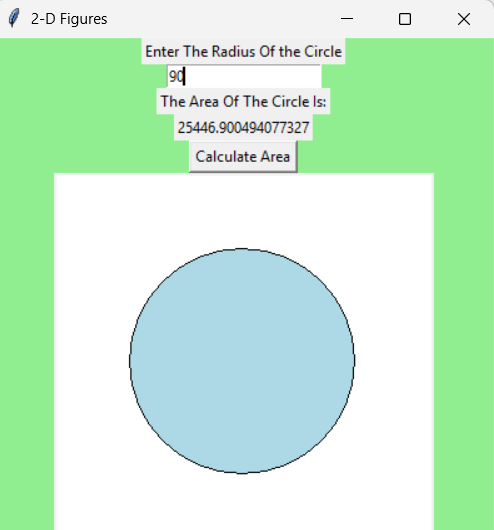 2-D Figures
Enter The Radius Of the Circle
90
The Area Of The Circle Is:
25446.900494077327
Calculate Area